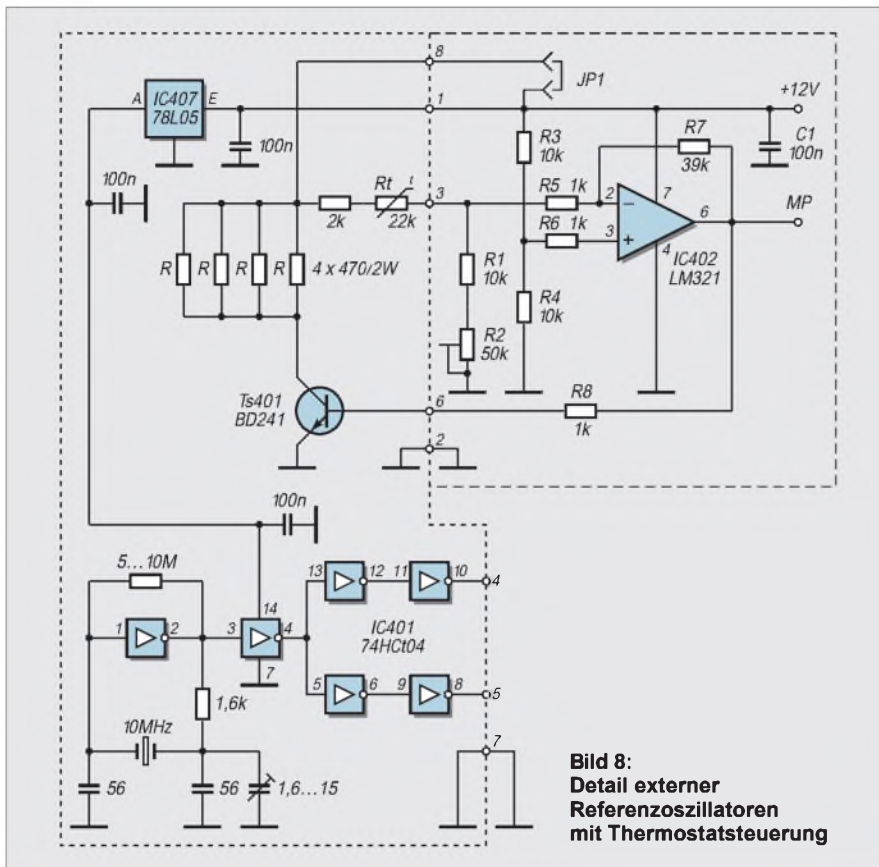 8
JP1
A
IC407
78L05
E
1
+12V
100n
R3
10k
R7
39k
C1
100n
100n
Rt
t
3
R5 1k
2
7
MP
2k
22k
R6 1k
3
6
R
R
R
R
4 x 470/2W
R1
10k
4
IC402
LM321
R4
10k
R2
50k
Ts401
BD241
6
R8
1k
2
100n
5...10M
13
12
11
10
4
14
1
2
3
4
IC401
74HCt04
7
5
6
9
8
5
1,6k
10MHz
7
56
56
1,6...15
Bild 8:
Detail externer
Referenzoszillatoren
mit Thermostatsteuerung